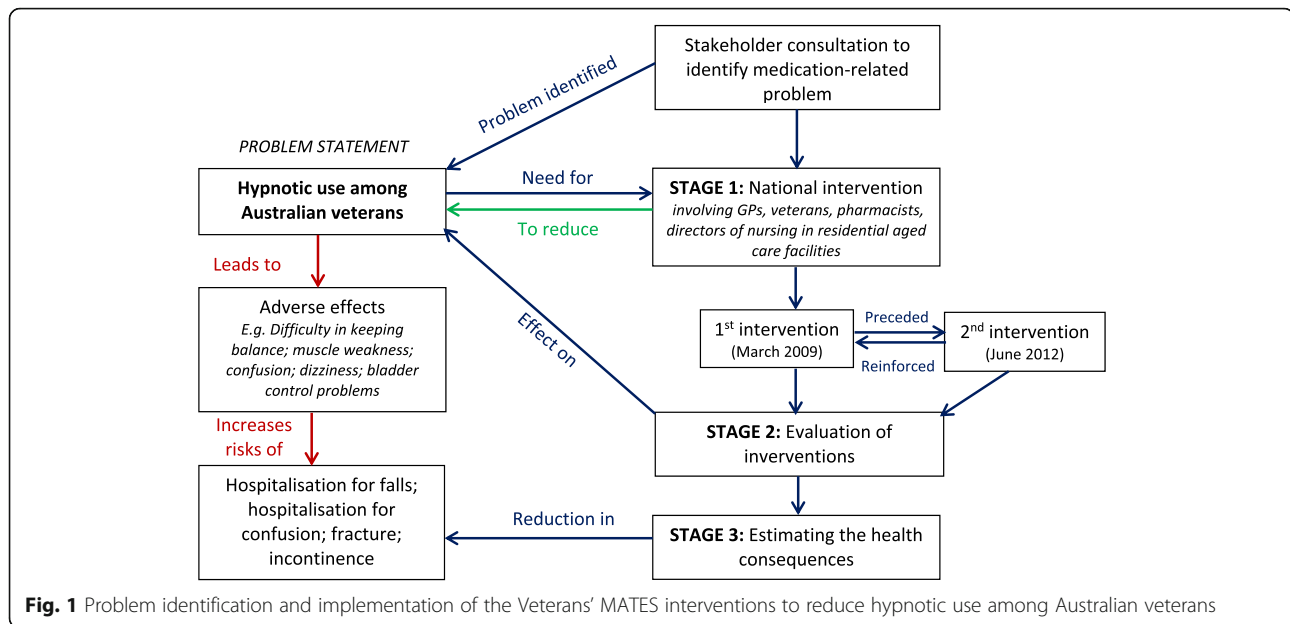 Stakeholder consultation to
identify medication-related
problem
Problem identified
PROBLEM STATEMENT
Hypnotic use among
Australian veterans
Need for
To reduce
STAGE 1: National intervention
involving GPs, veterans, pharmacists,
directors of nursing in residential aged
care facilities
Leads to
Adverse effects
E.g. Difficulty in keeping
balance; muscle weakness;
confusion; dizziness; bladder
control problems
Effect on
1st intervention
(March 2009)
Preceded
Reinforced
2nd intervention
(June 2012)
Increases
risks of
STAGE 2: Evaluation of
inverventions
Hospitalisation for falls;
hospitalisation for
confusion; fracture;
incontinence
Reduction in
STAGE 3: Estimating the health
consequences
Fig. 1 Problem identification and implementation of the Veterans' MATES interventions to reduce hypnotic use among Australian veterans